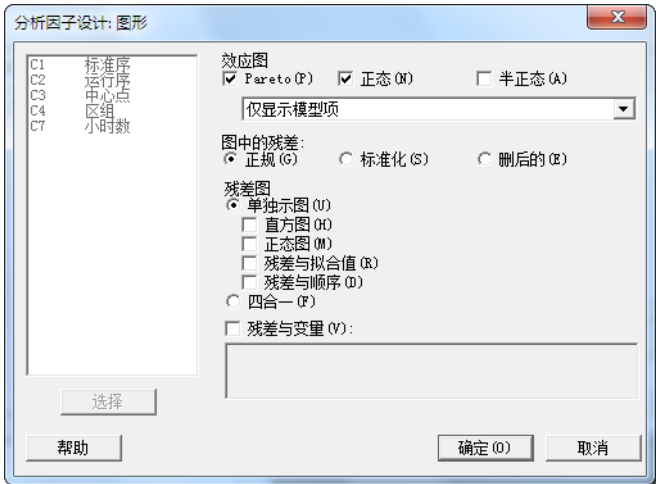 分析因子设计: 图形
C1 标准序
C2 运行序
C3 中心点
C4 区组
C7 小时数
效应图
Pareto(P) 正态(N) 半正态(A)
仅显示模型项
图中的残差:
正规(G) 标准化(S) 删后的(E)
残差图
单独示图(U)
直方图(H)
正态图(M)
残差与拟合值(R)
残差与顺序(D)
四合一(F)
残差与变量(V):
选择
帮助 确定(O) 取消